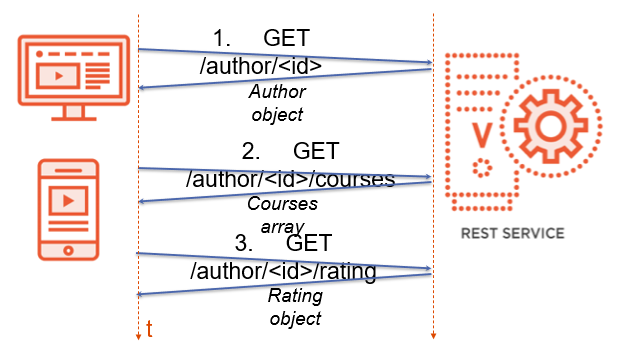 1. GET
/author/<id>
Author
object
2. GET
/author/<id>/courses
Courses
array
3. GET
/author/<id>/rating
Rating
object
REST SERVICE
t